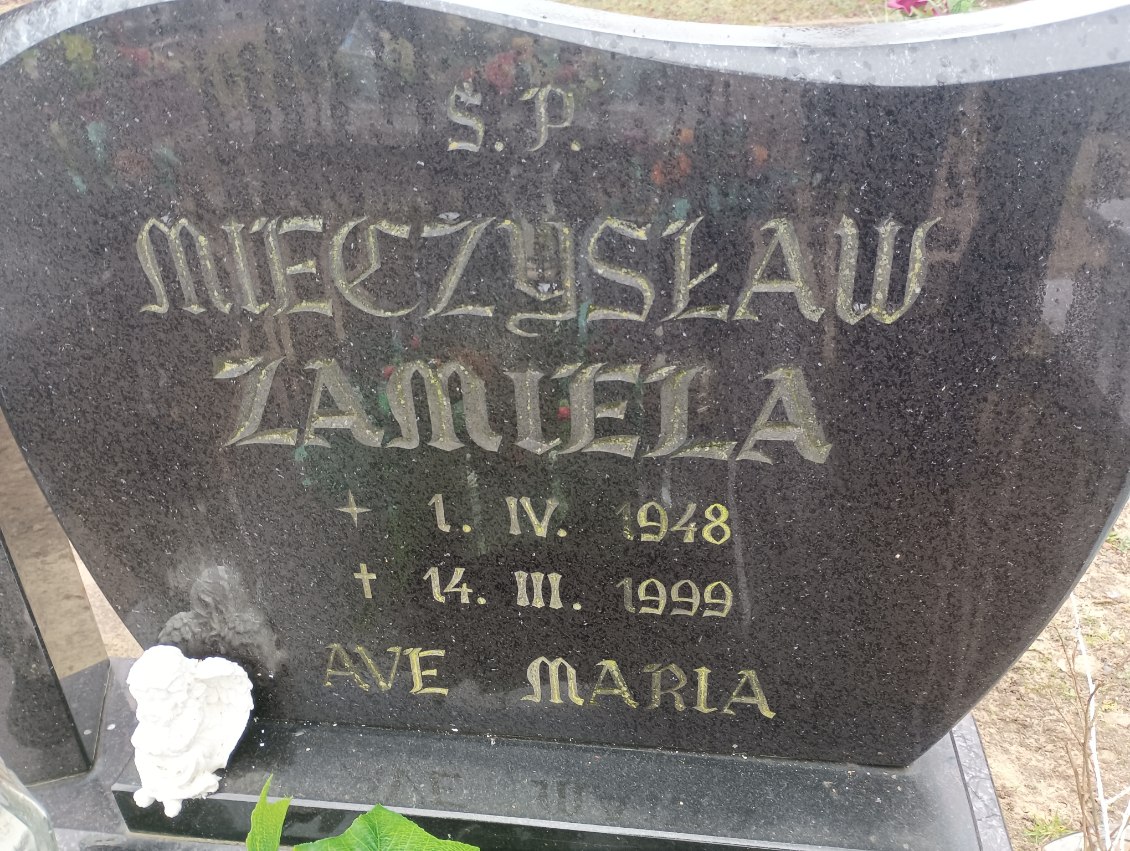 Ś.P.
MIECZYSŁAW
ZAMIELA
1. IV. 1948
✝ 14. III. 1999
AVE MARIA